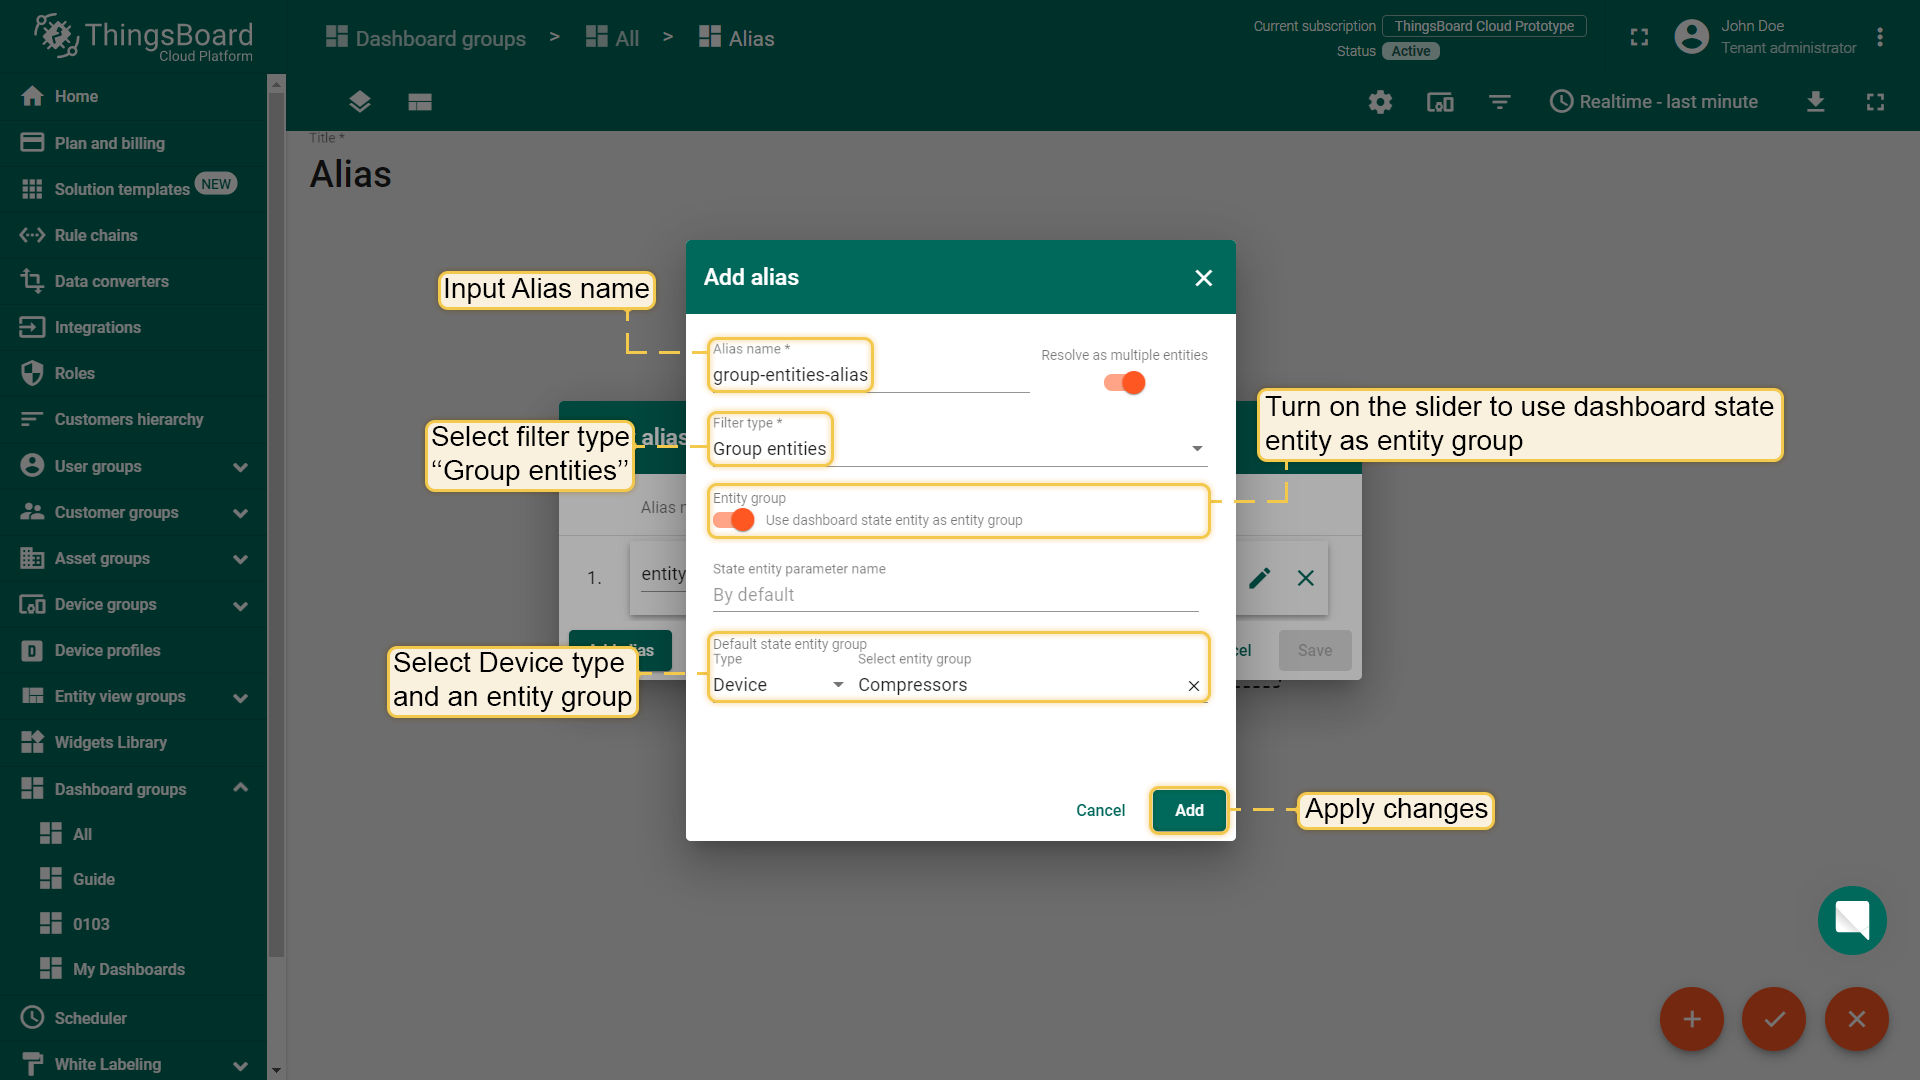 ThingsBoard
Cloud Platform
Dashboard groups > All > Alias
Current subscription ThingsBoard Cloud Prototype
Status Active
John Doe
Tenant administrator
Realtime - last minute
Home
Plan and billing
Solution templates NEW
Rule chains
Data converters
Integrations
Roles
Customers hierarchy
User groups
Customer groups
Asset groups
Device groups
Device profiles
Entity view groups
Widgets Library
Dashboard groups
All
Guide
0103
My Dashboards
Scheduler
White Labeling
Title *
Alias
Add alias
Input Alias name
Alias name *
group-entities-alias
Resolve as multiple entities
Select filter type
“Group entities”
Filter type *
Group entities
Turn on the slider to use dashboard state
entity as entity group
Entity group
Use dashboard state entity as entity group
State entity parameter name
By default
Select Device type
and an entity group
Default state entity group
Type
Select entity group
Device
Compressors
Cancel
Add
Apply changes
alias
Alias
1.
entity
Save